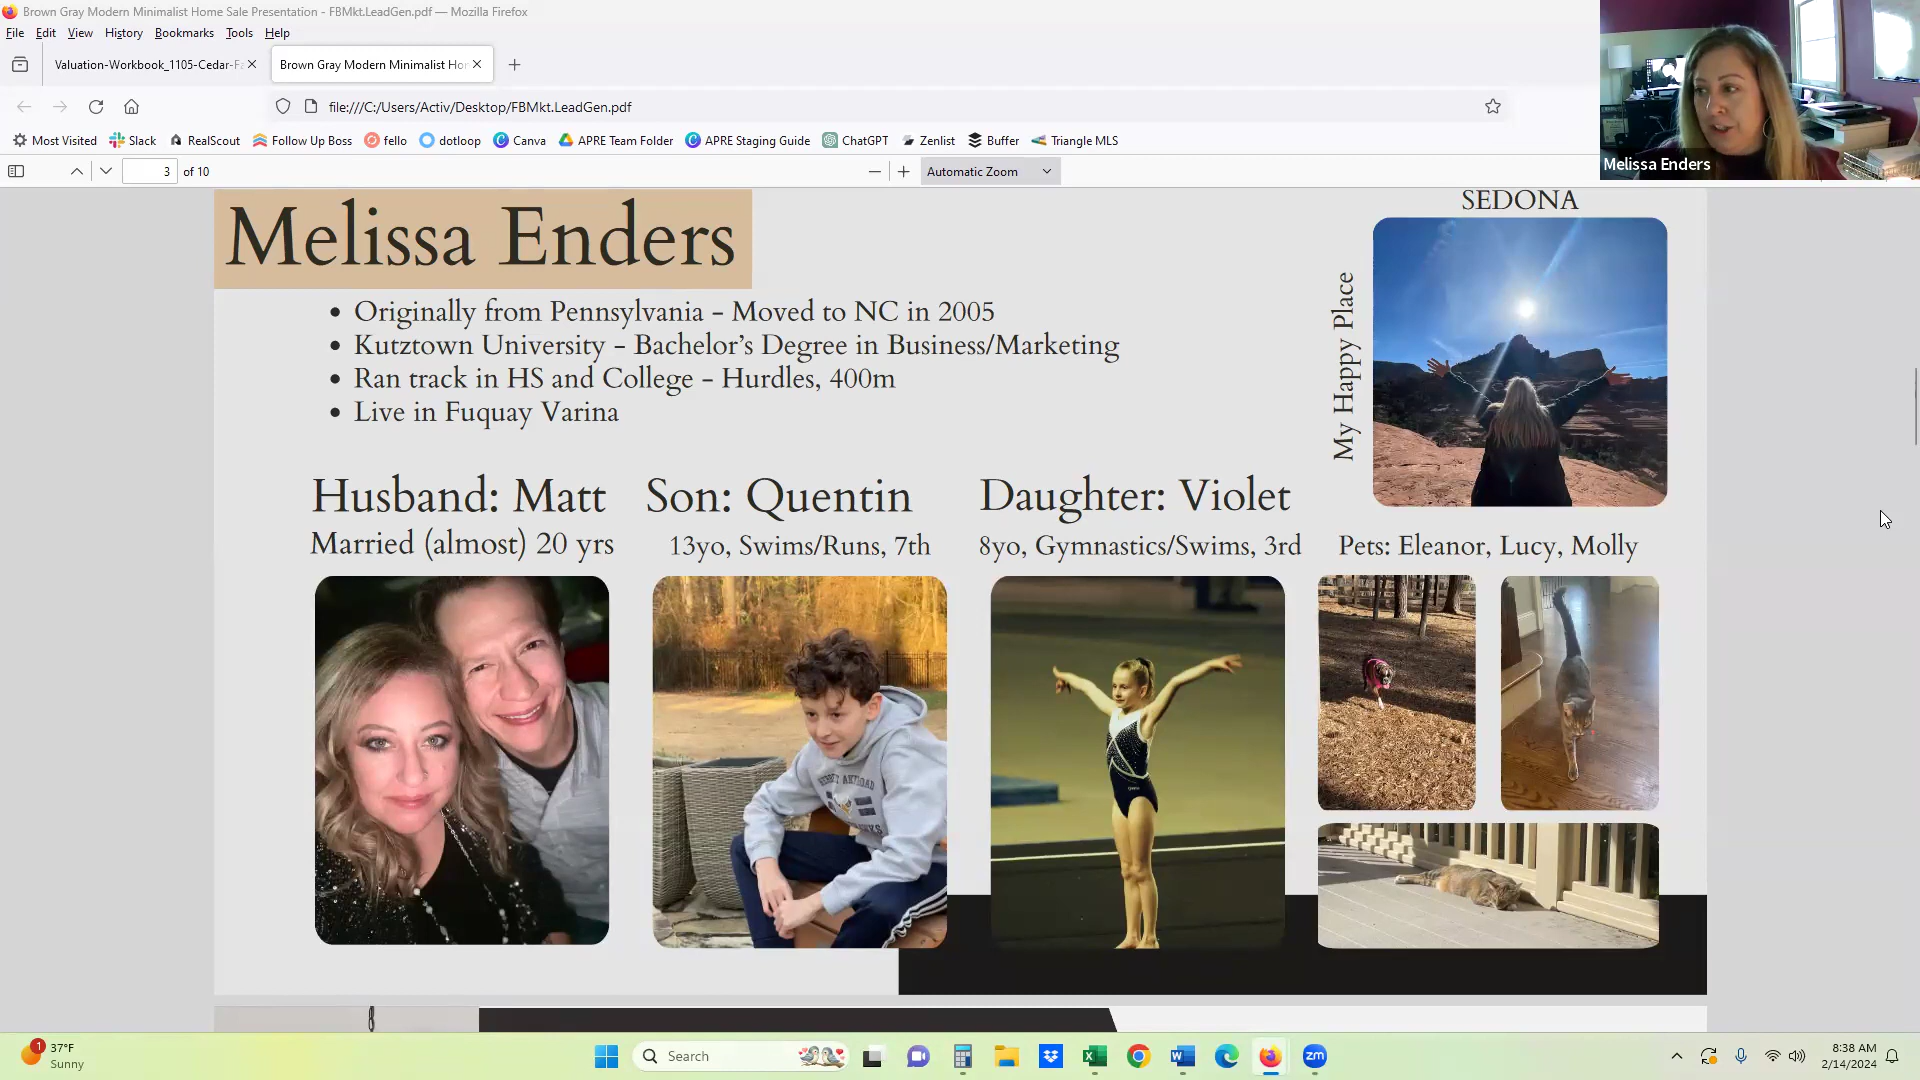 Brown Gray Modern Minimalist Home Sale Presentation - FBMkt.LeadGen.pdf — Mozilla Firefox
File Edit View History Bookmarks Tools Help
Valuation-Workbook_1105-Cedar-Fa
Brown Gray Modern Minimalist Hor
file:///C:/Users/Activ/Desktop/FBMkt.LeadGen.pdf
Most Visited Slack RealScout Follow Up Boss fello dotloop Canva APRE Team Folder APRE Staging Guide ChatGPT Zenlist Buffer Triangle MLS
3 of 10
Automatic Zoom
Melissa Enders
Melissa Enders
SEDONA
My Happy Place
• Originally from Pennsylvania - Moved to NC in 2005
• Kutztown University - Bachelor's Degree in Business/Marketing
• Ran track in HS and College - Hurdles, 400m
• Live in Fuquay Varina
Husband: Matt
Married (almost) 20 yrs
Son: Quentin
13yo, Swims/Runs, 7th
Daughter: Violet
8yo, Gymnastics/Swims, 3rd
Pets: Eleanor, Lucy, Molly
1
37°F
Sunny
Search
zm
8:38 AM
2/14/2024